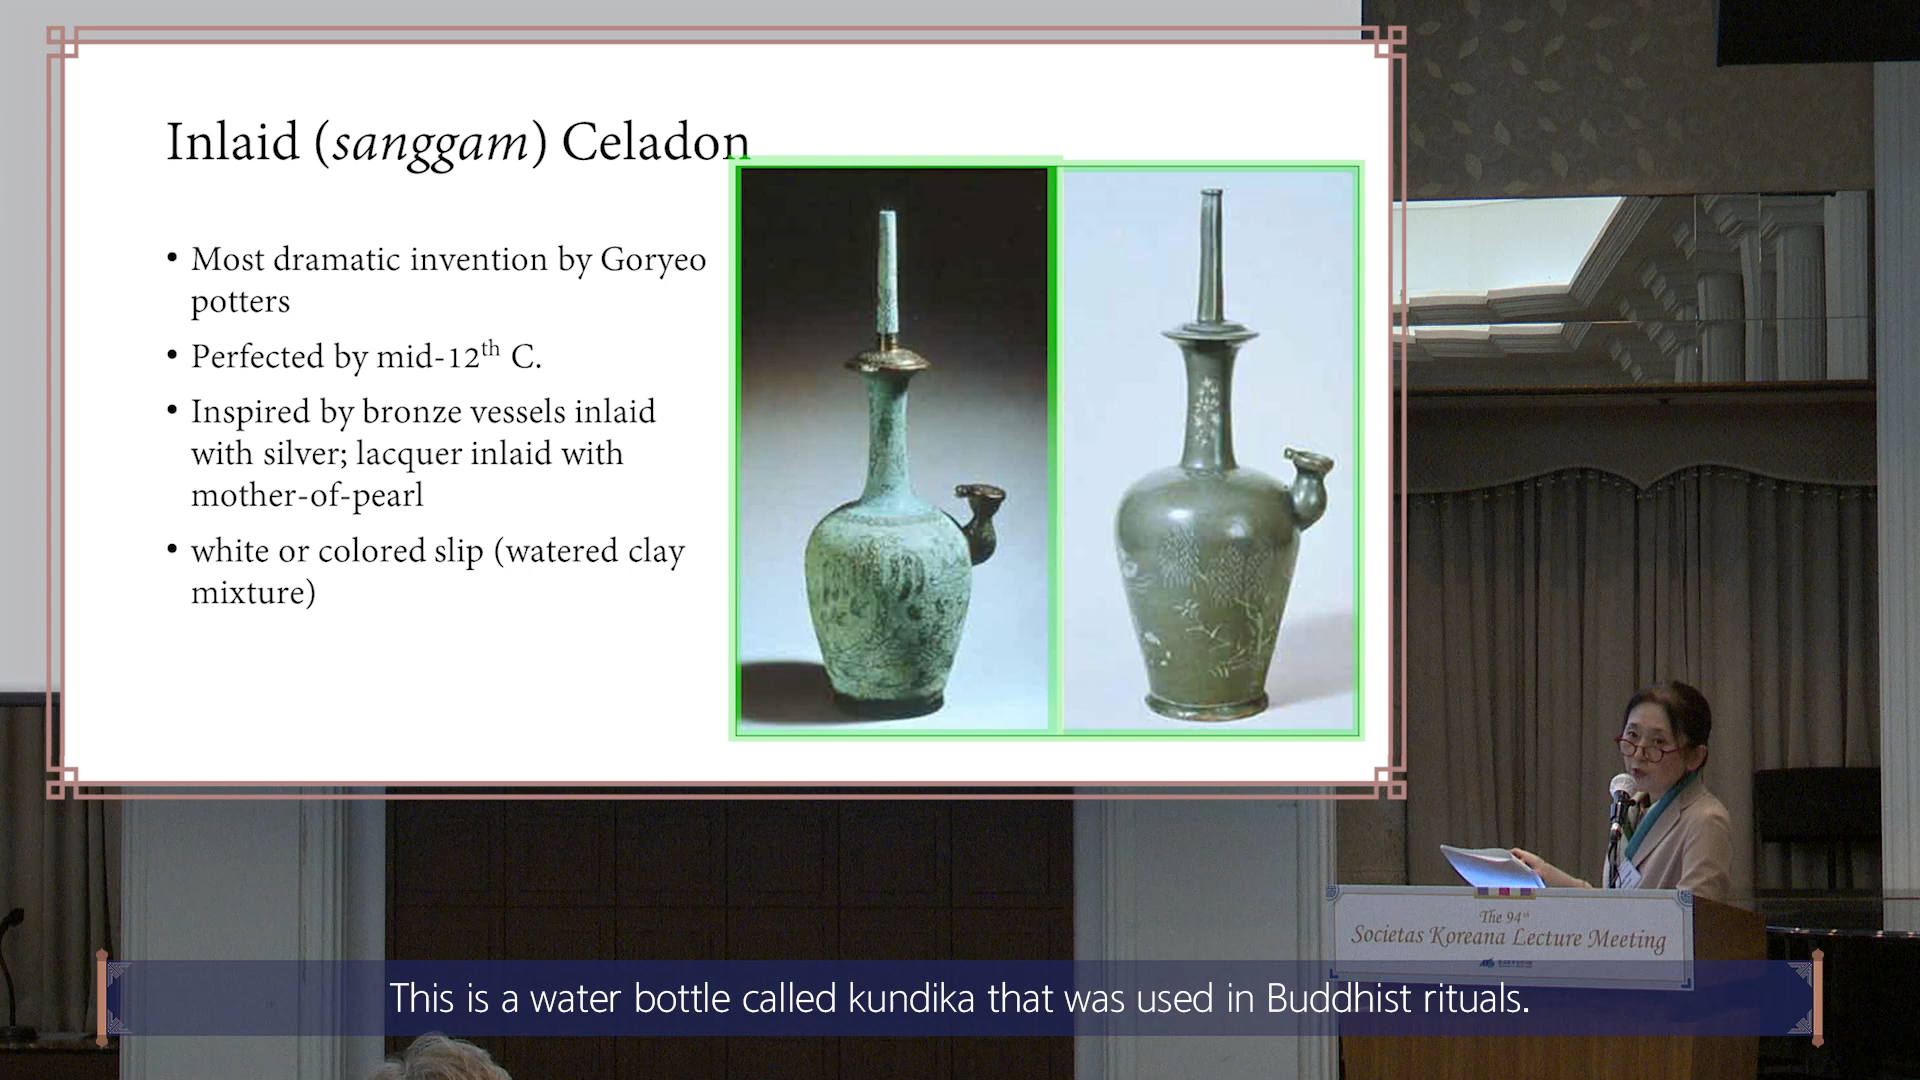 Inlaid (sanggam) Celadon
• Most dramatic invention by Goryeo
potters
• Perfected by mid-12th C.
• Inspired by bronze vessels inlaid
with silver; lacquer inlaid with
mother-of-pearl
• white or colored slip (watered clay
mixture)
The 94th
Societas Koreana Lecture Meeting
This is a water bottle called kundika that was used in Buddhist rituals.